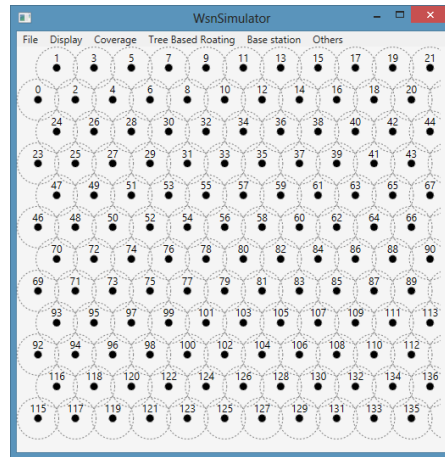 WsnSimulator
File Display Coverage Tree Based Roating Base station Others
1 3 5 7 9 11 13 15 17 19 21
0 2 4 6 8 10 12 14 16 18 20
24 26 28 30 32 34 36 38 40 42 44
23 25 27 29 31 33 35 37 39 41 43
47 49 51 53 55 57 59 61 63 65 67
46 48 50 52 54 56 58 60 62 64 66
70 72 74 76 78 80 82 84 86 88 90
69 71 73 75 77 79 81 83 85 87 89
93 95 97 99 101 103 105 107 109 111 113
92 94 96 98 100 102 104 106 108 110 112
116 118 120 122 124 126 128 130 132 134 136
115 117 119 121 123 125 127 129 131 133 135